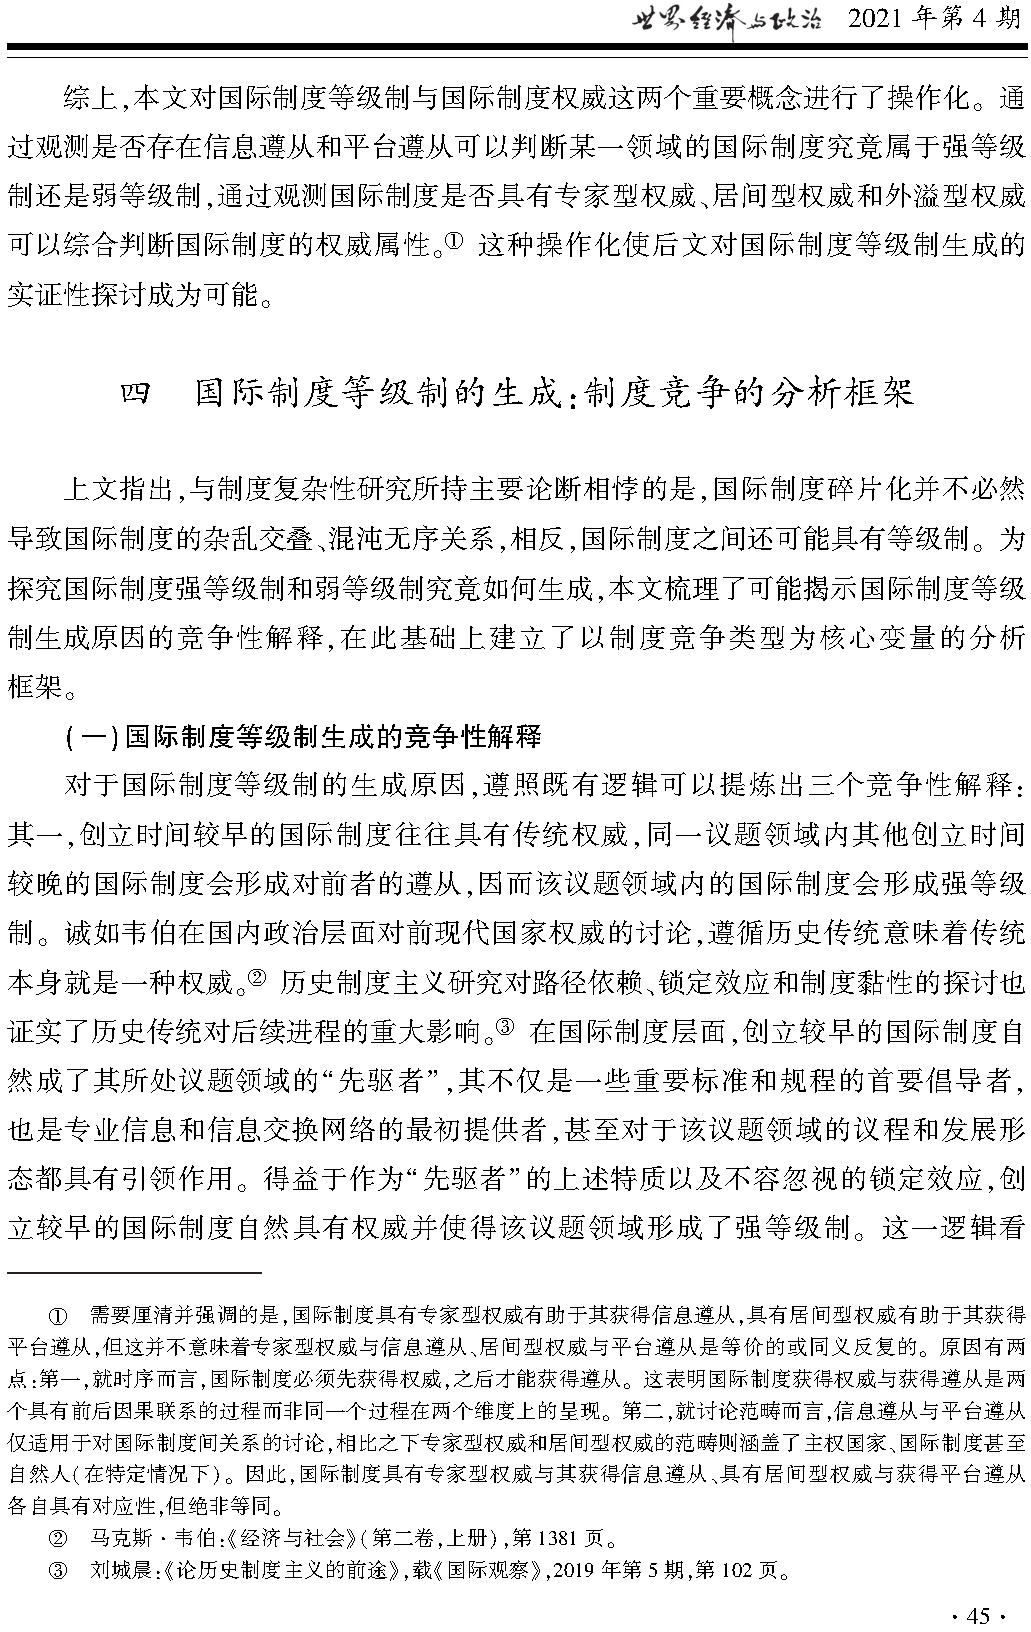 世界经济与政治 2021年第4期
综上,本文对国际制度等级制与国际制度权威这两个重要概念进行了操作化。通
过观测是否存在信息遵从和平台遵从可以判断某一领域的国际制度究竟属于强等级
制还是弱等级制,通过观测国际制度是否具有专家型权威、居间型权威和外溢型权威
可以综合判断国际制度的权威属性。① 这种操作化使后文对国际制度等级制生成的
实证性探讨成为可能。
四 国际制度等级制的生成:制度竞争的分析框架
上文指出,与制度复杂性研究所持主要论断相悖的是,国际制度碎片化并不必然
导致国际制度的杂乱交叠、混沌无序关系,相反,国际制度之间还可能具有等级制。为
探究国际制度强等级制和弱等级制究竟如何生成,本文梳理了可能揭示国际制度等级
制生成原因的竞争性解释,在此基础上建立了以制度竞争类型为核心变量的分析
框架。
(一)国际制度等级制生成的竞争性解释
对于国际制度等级制的生成原因,遵照既有逻辑可以提炼出三个竞争性解释:
其一,创立时间较早的国际制度往往具有传统权威,同一议题领域内其他创立时间
较晚的国际制度会形成对前者的遵从,因而该议题领域内的国际制度会形成强等级
制。诚如韦伯在国内政治层面对前现代国家权威的讨论,遵循历史传统意味着传统
本身就是一种权威。② 历史制度主义研究对路径依赖、锁定效应和制度黏性的探讨也
证实了历史传统对后续进程的重大影响。③ 在国际制度层面,创立较早的国际制度自
然成了其所处议题领域的“先驱者”,其不仅是一些重要标准和规程的首要倡导者,
也是专业信息和信息交换网络的最初提供者,甚至对于该议题领域的议程和发展形
态都具有引领作用。得益于作为“先驱者”的上述特质以及不容忽视的锁定效应,创
立较早的国际制度自然具有权威并使得该议题领域形成了强等级制。这一逻辑看
① 需要厘清并强调的是,国际制度具有专家型权威有助于其获得信息遵从,具有居间型权威有助于其获得
平台遵从,但这并不意味着专家型权威与信息遵从、居间型权威与平台遵从是等价的或同义反复的。原因有两
点:第一,就时序而言,国际制度必须先获得权威,之后才能获得遵从。这表明国际制度获得权威与获得遵从是两
个具有前后因果联系的过程而非同一个过程在两个维度上的呈现。第二,就讨论范畴而言,信息遵从与平台遵从
仅适用于对国际制度间关系的讨论,相比之下专家型权威和居间型权威的范畴则涵盖了主权国家、国际制度甚至
自然人(在特定情况下)。因此,国际制度具有专家型权威与其获得信息遵从、具有居间型权威与获得平台遵从
各自具有对应性,但绝非等同。
② 马克斯·韦伯:《经济与社会》(第二卷,上册),第1381页。
③ 刘城晨:《论历史制度主义的前途》,载《国际观察》,2019年第5期,第102页。
·45·